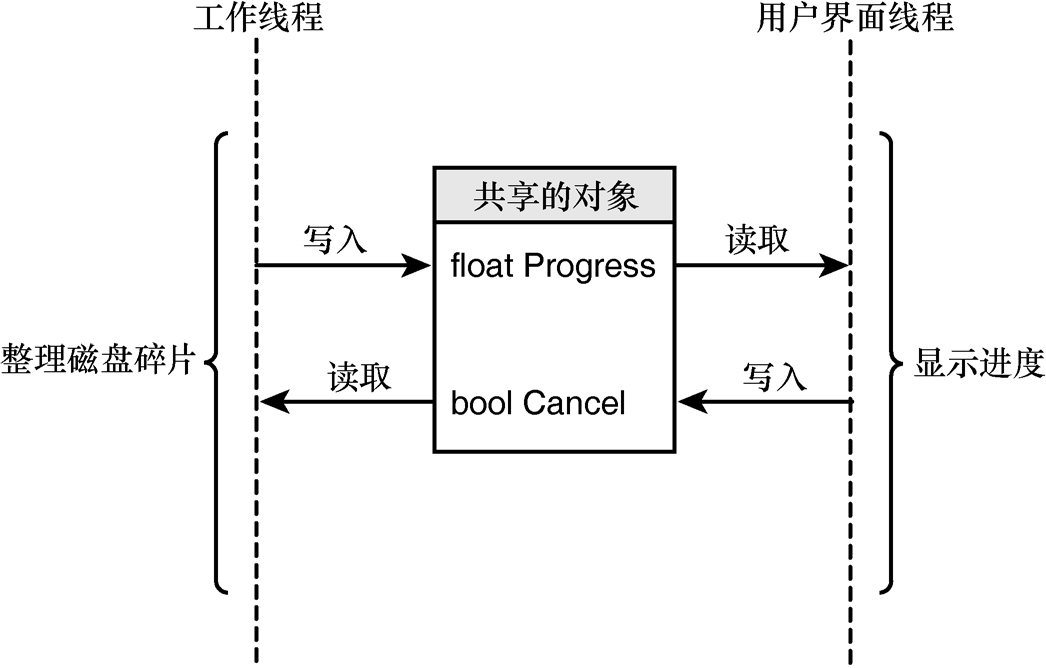 工作线程
用户界面线程
共享的对象
写入
float Progress
读取
整理磁盘碎片
读取
bool Cancel
写入
显示进度